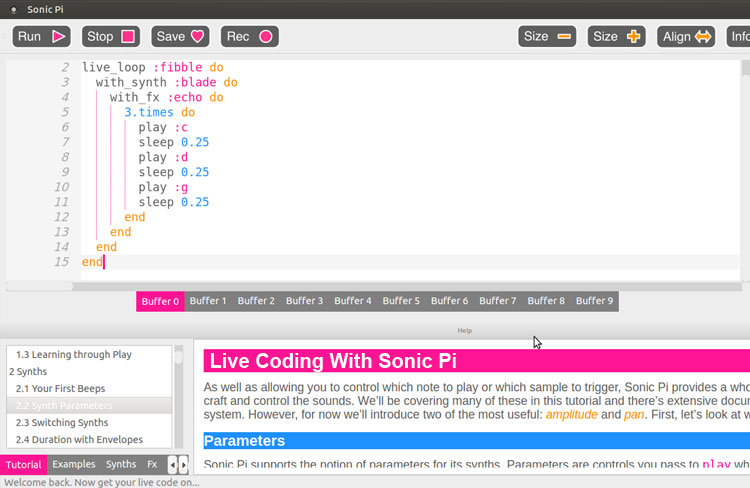 Sonic Pi
Run Stop Save Rec Size Size Align Info
2 live_loop :fibble do
3 with_synth :blade do
4 with_fx :echo do
5 3.times do
6 play :c
7 sleep 0.25
8 play :d
9 sleep 0.25
10 play :g
11 sleep 0.25
12 end
13 end
14 end
15 end
Buffer 0 Buffer 1 Buffer 2 Buffer 3 Buffer 4 Buffer 5 Buffer 6 Buffer 7 Buffer 8 Buffer 9
Help
1.3 Learning through Play
2 Synths
2.1 Your First Beeps
2.2 Synth Parameters
2.3 Switching Synths
2.4 Duration with Envelopes
Tutorial Examples Synths Fx
Live Coding With Sonic Pi
As well as allowing you to control which note to play or which sample to trigger, Sonic Pi provides a who
craft and control the sounds. We'll be covering many of these in this tutorial and there's extensive docum
system. However, for now we'll introduce two of the most useful: amplitude and pan. First, let's look at w
Parameters
Sonic Pi supports the notion of parameters for its synths. Parameters are controls you pass to play wh
Welcome back. Now get your live code on...